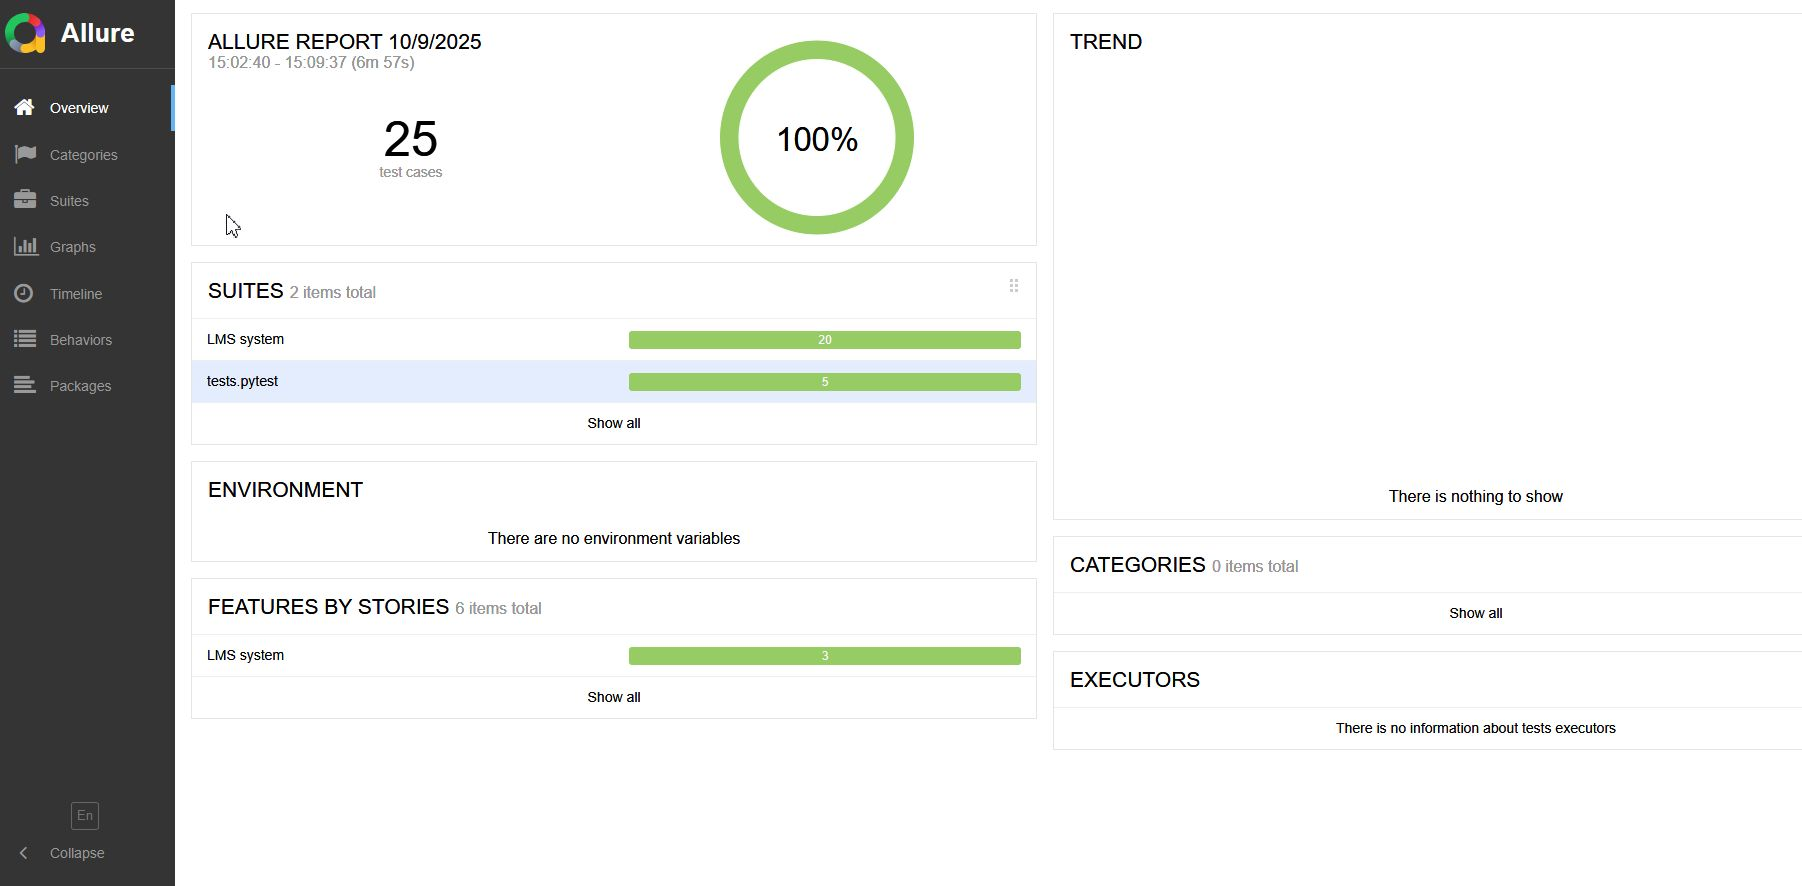 Allure
Overview
Categories
Suites
Graphs
Timeline
Behaviors
Packages
En
Collapse
ALLURE REPORT 10/9/2025
15:02:40 - 15:09:37 (6m 57s)
25
test cases
100%
SUITES 2 items total
LMS system 20
tests.pytest 5
Show all
ENVIRONMENT
There are no environment variables
FEATURES BY STORIES 6 items total
LMS system 3
Show all
TREND
There is nothing to show
CATEGORIES 0 items total
Show all
EXECUTORS
There is no information about tests executors